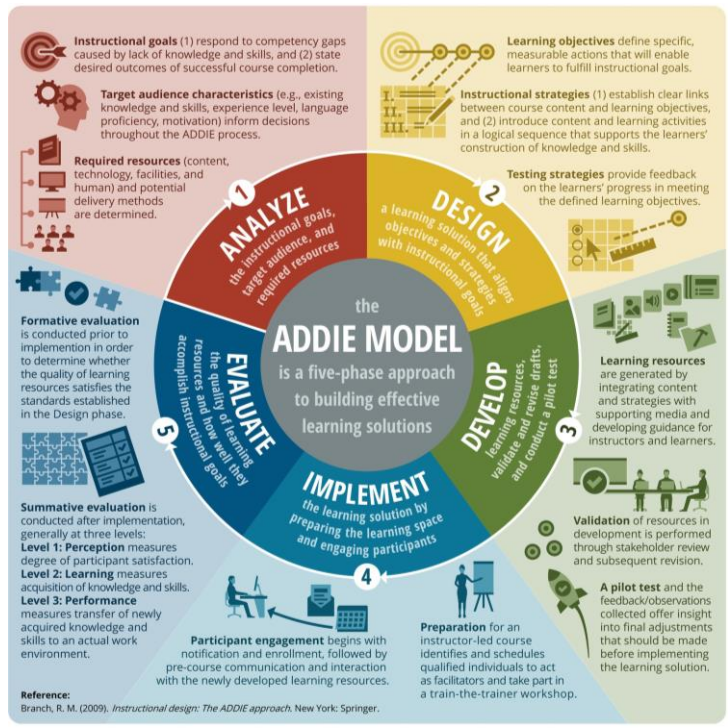 Instructional goals (1) respond to competency gaps
caused by lack of knowledge and skills, and (2) state
desired outcomes of successful course completion.
Target audience characteristics (e.g., existing
knowledge and skills, experience level, language
proficiency, motivation) inform decisions
throughout the ADDIE process.
Required resources (content,
technology, facilities, and
human) and potential
delivery methods
are determined.
Learning objectives define specific,
measurable actions that will enable
learners to fulfill instructional goals.
I.
II.
III.
Instructional strategies (1) establish clear links
between course content and learning objectives,
and (2) introduce content and learning activities
in a logical sequence that supports the learners'
construction of knowledge and skills.
Testing strategies provide feedback
on the learners' progress in meeting
the defined learning objectives.
1
ANALYZE
the instructional goals,
target audience, and
required resources
2
DESIGN
a learning solution that aligns
objectives and strategies
with instructional goals
the
ADDIE MODEL
is a five-phase approach
to building effective
learning solutions
3
DEVELOP
learning resources,
validate and revise drafts,
and conduct a pilot test
Learning resources
are generated by
integrating content
and strategies with
supporting media and
developing guidance for
instructors and learners.
Validation of resources in
development is performed
through stakeholder review
and subsequent revision.
A pilot test and the
feedback/observations
collected offer insight
into final adjustments
that should be made
before implementing
the learning solution.
IMPLEMENT
the learning solution by
preparing the learning space
and engaging participants
4
Participant engagement begins with
notification and enrollment, followed by
pre-course communication and interaction
with the newly developed learning resources.
Preparation for an
instructor-led course
identifies and schedules
qualified individuals to act
as facilitators and take part in
a train-the-trainer workshop.
5
EVALUATE
the quality of learning
resources and how well they
accomplish instructional goals
Formative evaluation
is conducted prior to
implemention in order
to determine whether
the quality of learning
resources satisfies the
standards established
in the Design phase.
Summative evaluation is
conducted after implementation,
generally at three levels:
Level 1: Perception measures
degree of participant satisfaction.
Level 2: Learning measures
acquisition of knowledge and skills.
Level 3: Performance
measures transfer of newly
acquired knowledge and
skills to an actual work
environment.
Reference:
Branch, R. M. (2009). Instructional design: The ADDIE approach. New York: Springer.